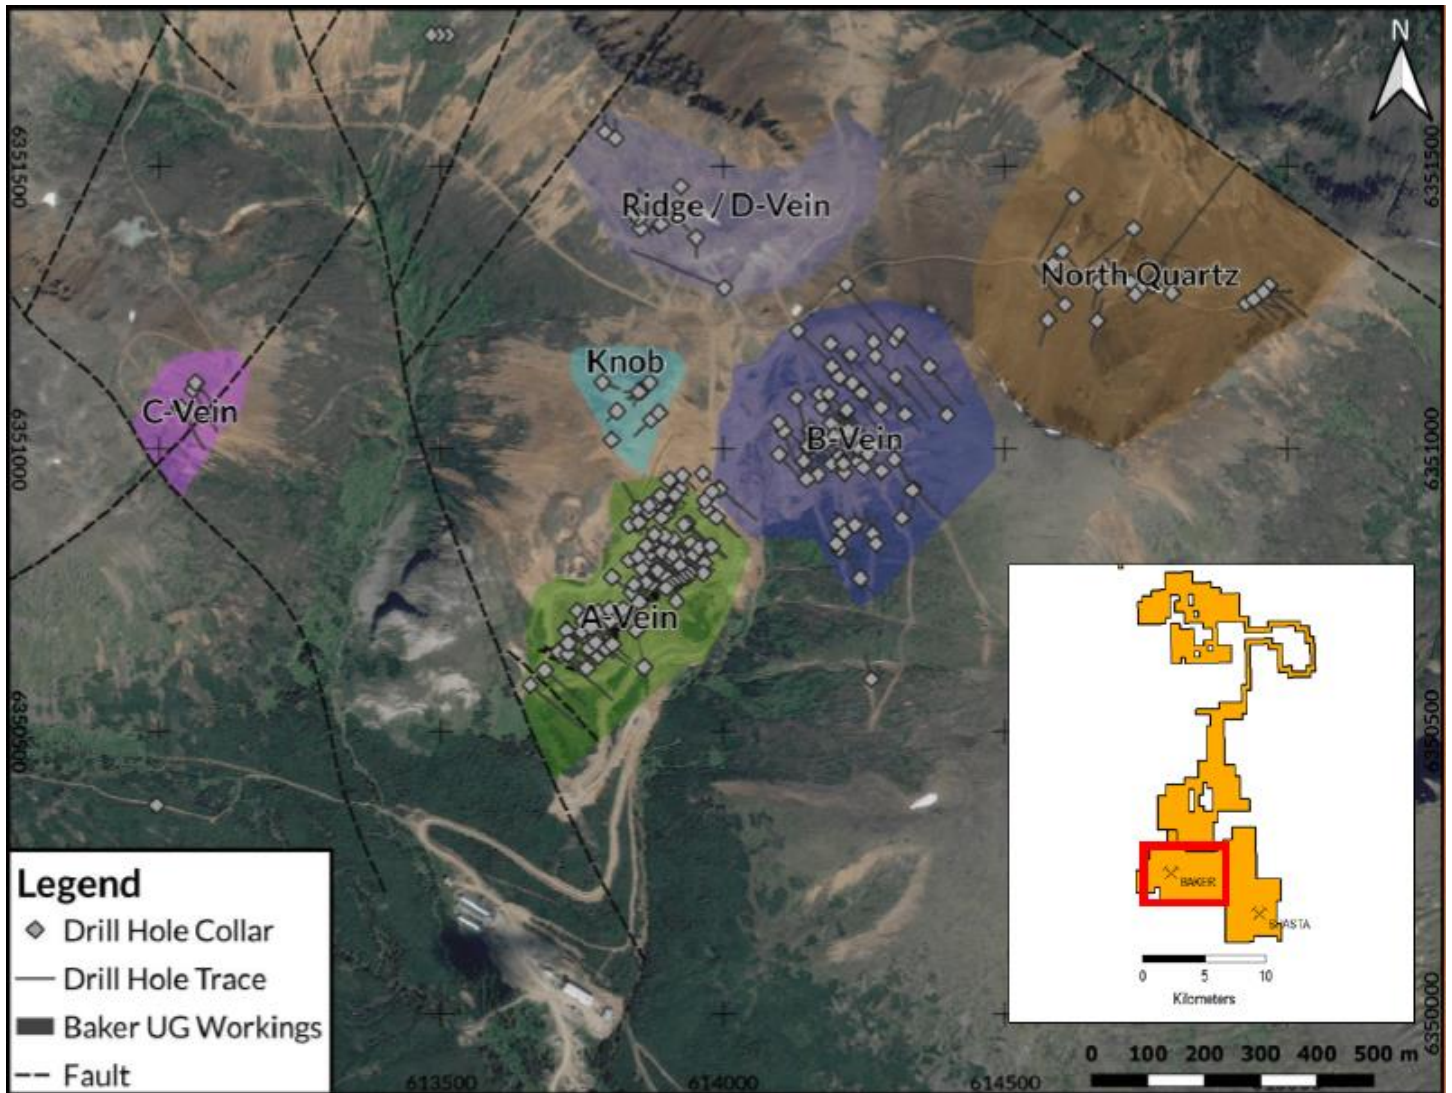 N
6351500
6351500
Ridge / D-Vein
North Quartz
Knob
C-Vein
B-Vein
6351000
6351000
A-Vein
6350500
6350500
BAKER
SHASTA
0 5 10
Kilometers
Legend
Drill Hole Collar
Drill Hole Trace
Baker UG Workings
Fault
6350000
0 100 200 300 400 500 m
613500
614000
614500